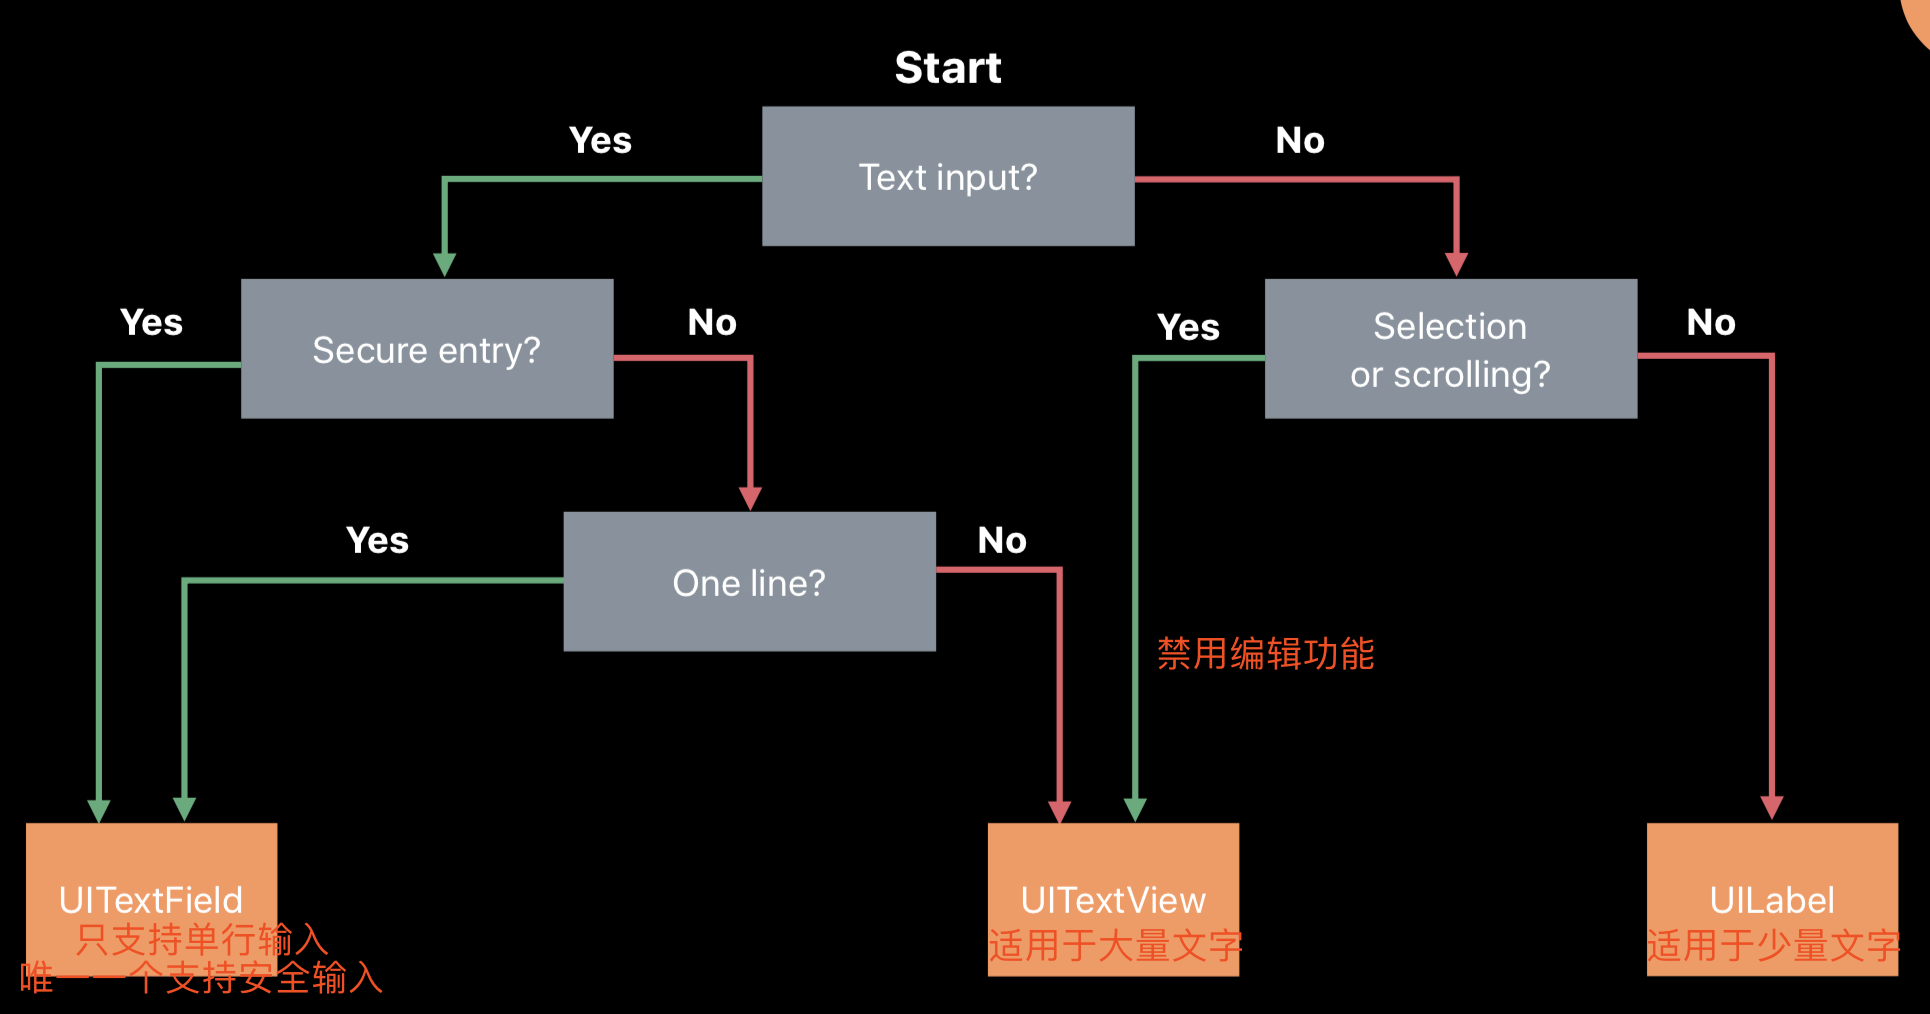 Start
Yes
No
Text input?
Yes
No
Yes
No
Secure entry?
Selection
or scrolling?
Yes
No
One line?
禁用编辑功能
UITextField
只支持单行输入
唯一一个支持安全输入
UITextView
适用于大量文字
UILabel
适用于少量文字